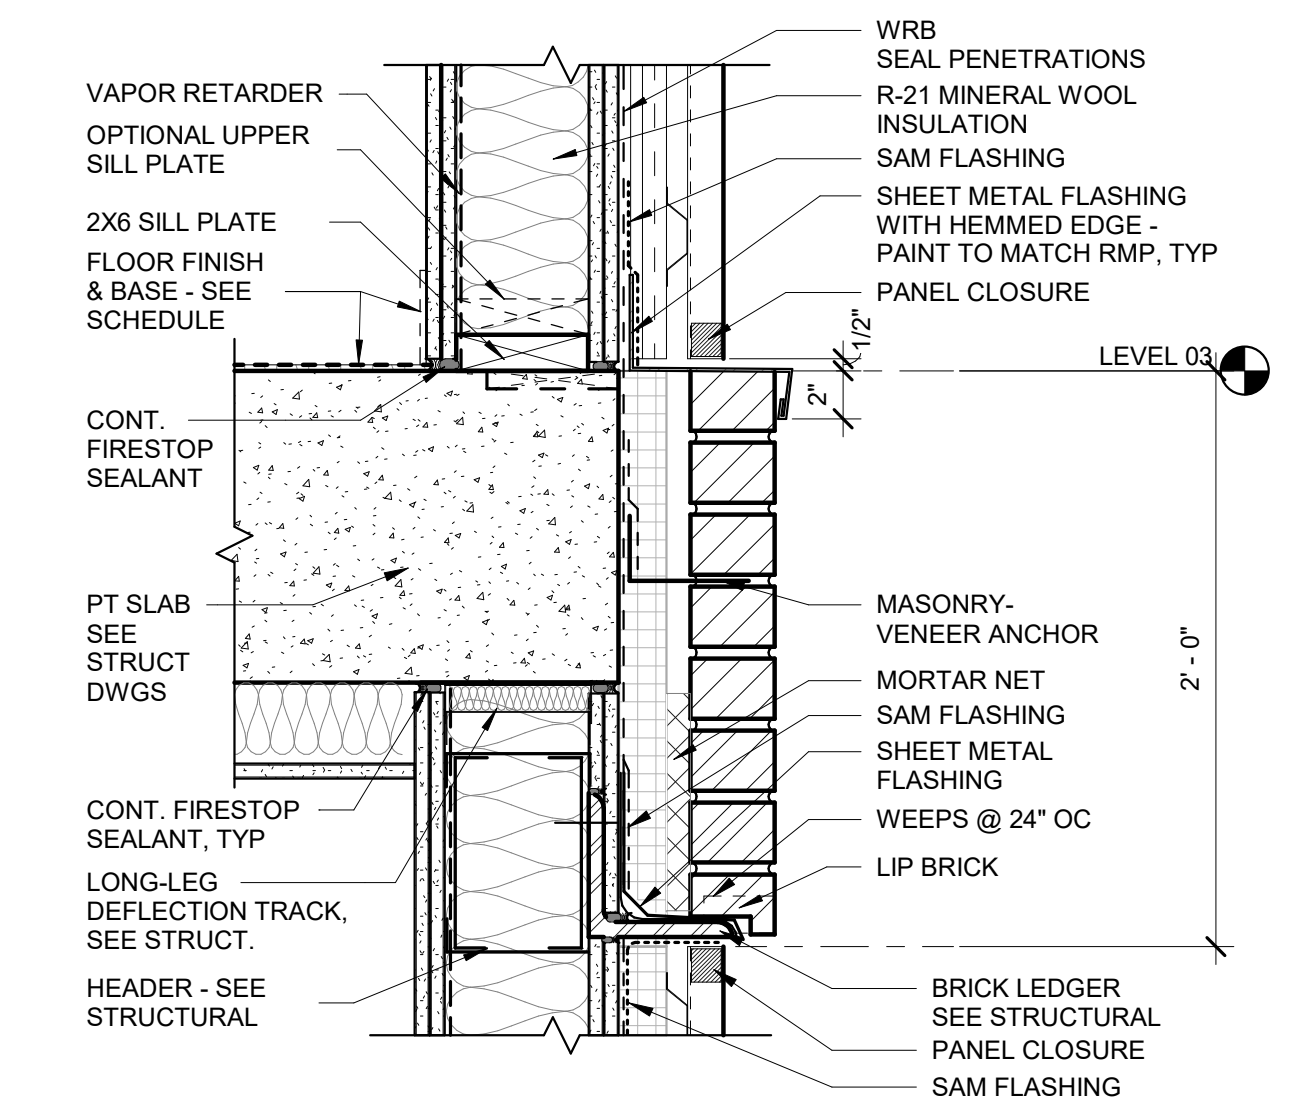 VAPOR RETARDER
OPTIONAL UPPER
SILL PLATE
2X6 SILL PLATE
FLOOR FINISH
& BASE - SEE
SCHEDULE
CONT.
FIRESTOP
SEALANT
PT SLAB
SEE
STRUCT
DWGS
CONT. FIRESTOP
SEALANT, TYP
LONG-LEG
DEFLECTION TRACK,
SEE STRUCT.
HEADER - SEE
STRUCTURAL
WRB
SEAL PENETRATIONS
R-21 MINERAL WOOL
INSULATION
SAM FLASHING
SHEET METAL FLASHING
WITH HEMMED EDGE -
PAINT TO MATCH RMP, TYP
PANEL CLOSURE
1/2"
LEVEL 03
2"
MASONRY-
VENEER ANCHOR
2' - 0"
MORTAR NET
SAM FLASHING
SHEET METAL
FLASHING
WEEPS @ 24" OC
LIP BRICK
BRICK LEDGER
SEE STRUCTURAL
PANEL CLOSURE
SAM FLASHING